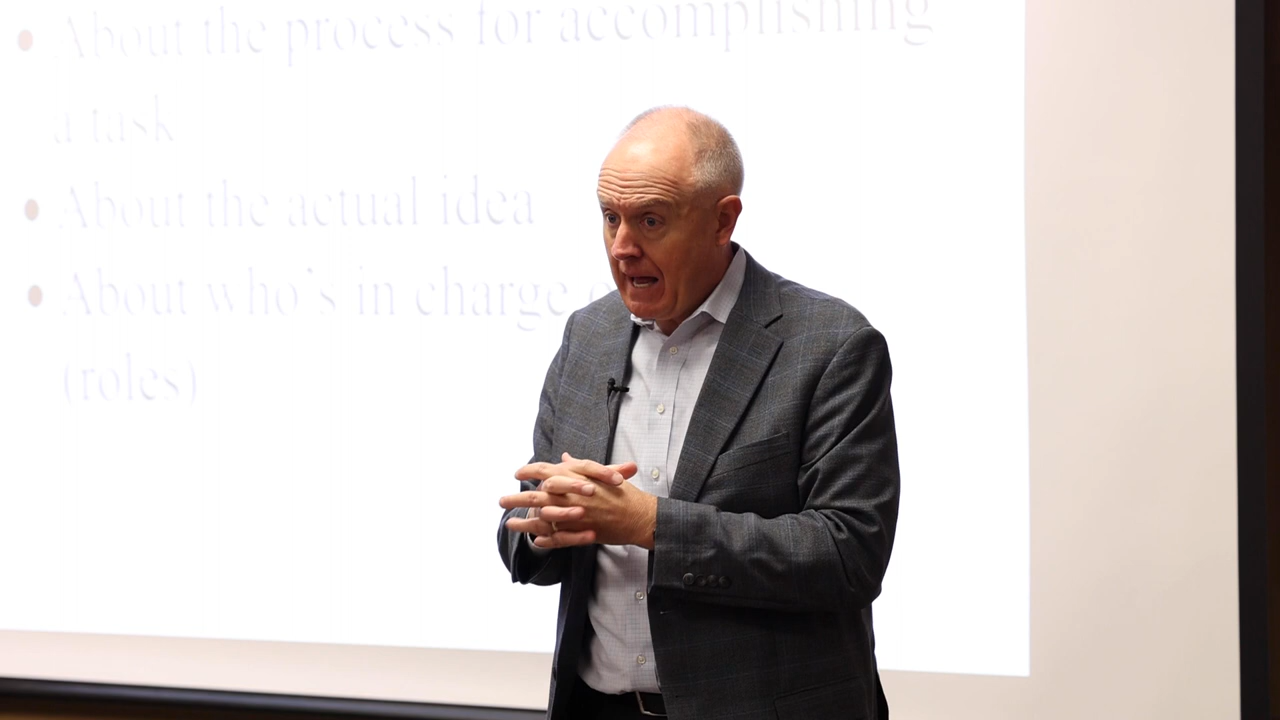 About the process for accomplishing
a task
About the actual idea
About who's in charge
(roles)